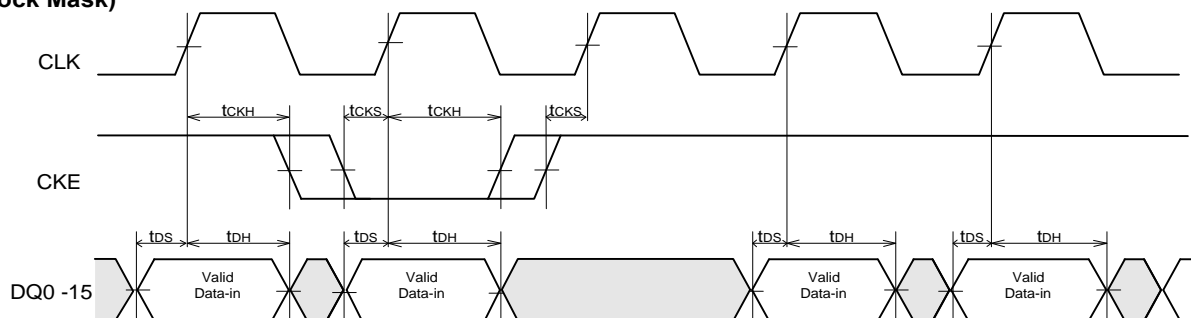 ock Mask)
CLK
tCKH tCKS tCKH tCKS
CKE
tDS tDH tDS tDH tDS tDH tDS tDH
DQ0 -15
Valid Data-in
Valid Data-in
Valid Data-in
Valid Data-in